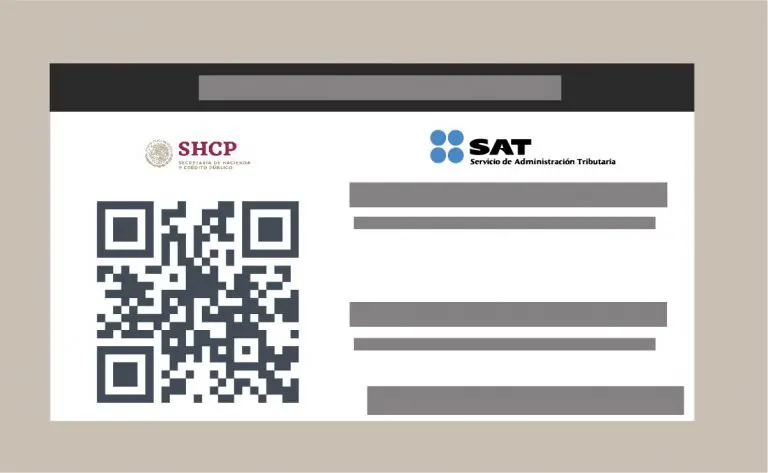 SHCP
SECRETARÍA DE HACIENDA
Y CRÉDITO PÚBLICO
SAT
Servicio de Administración Tributaria